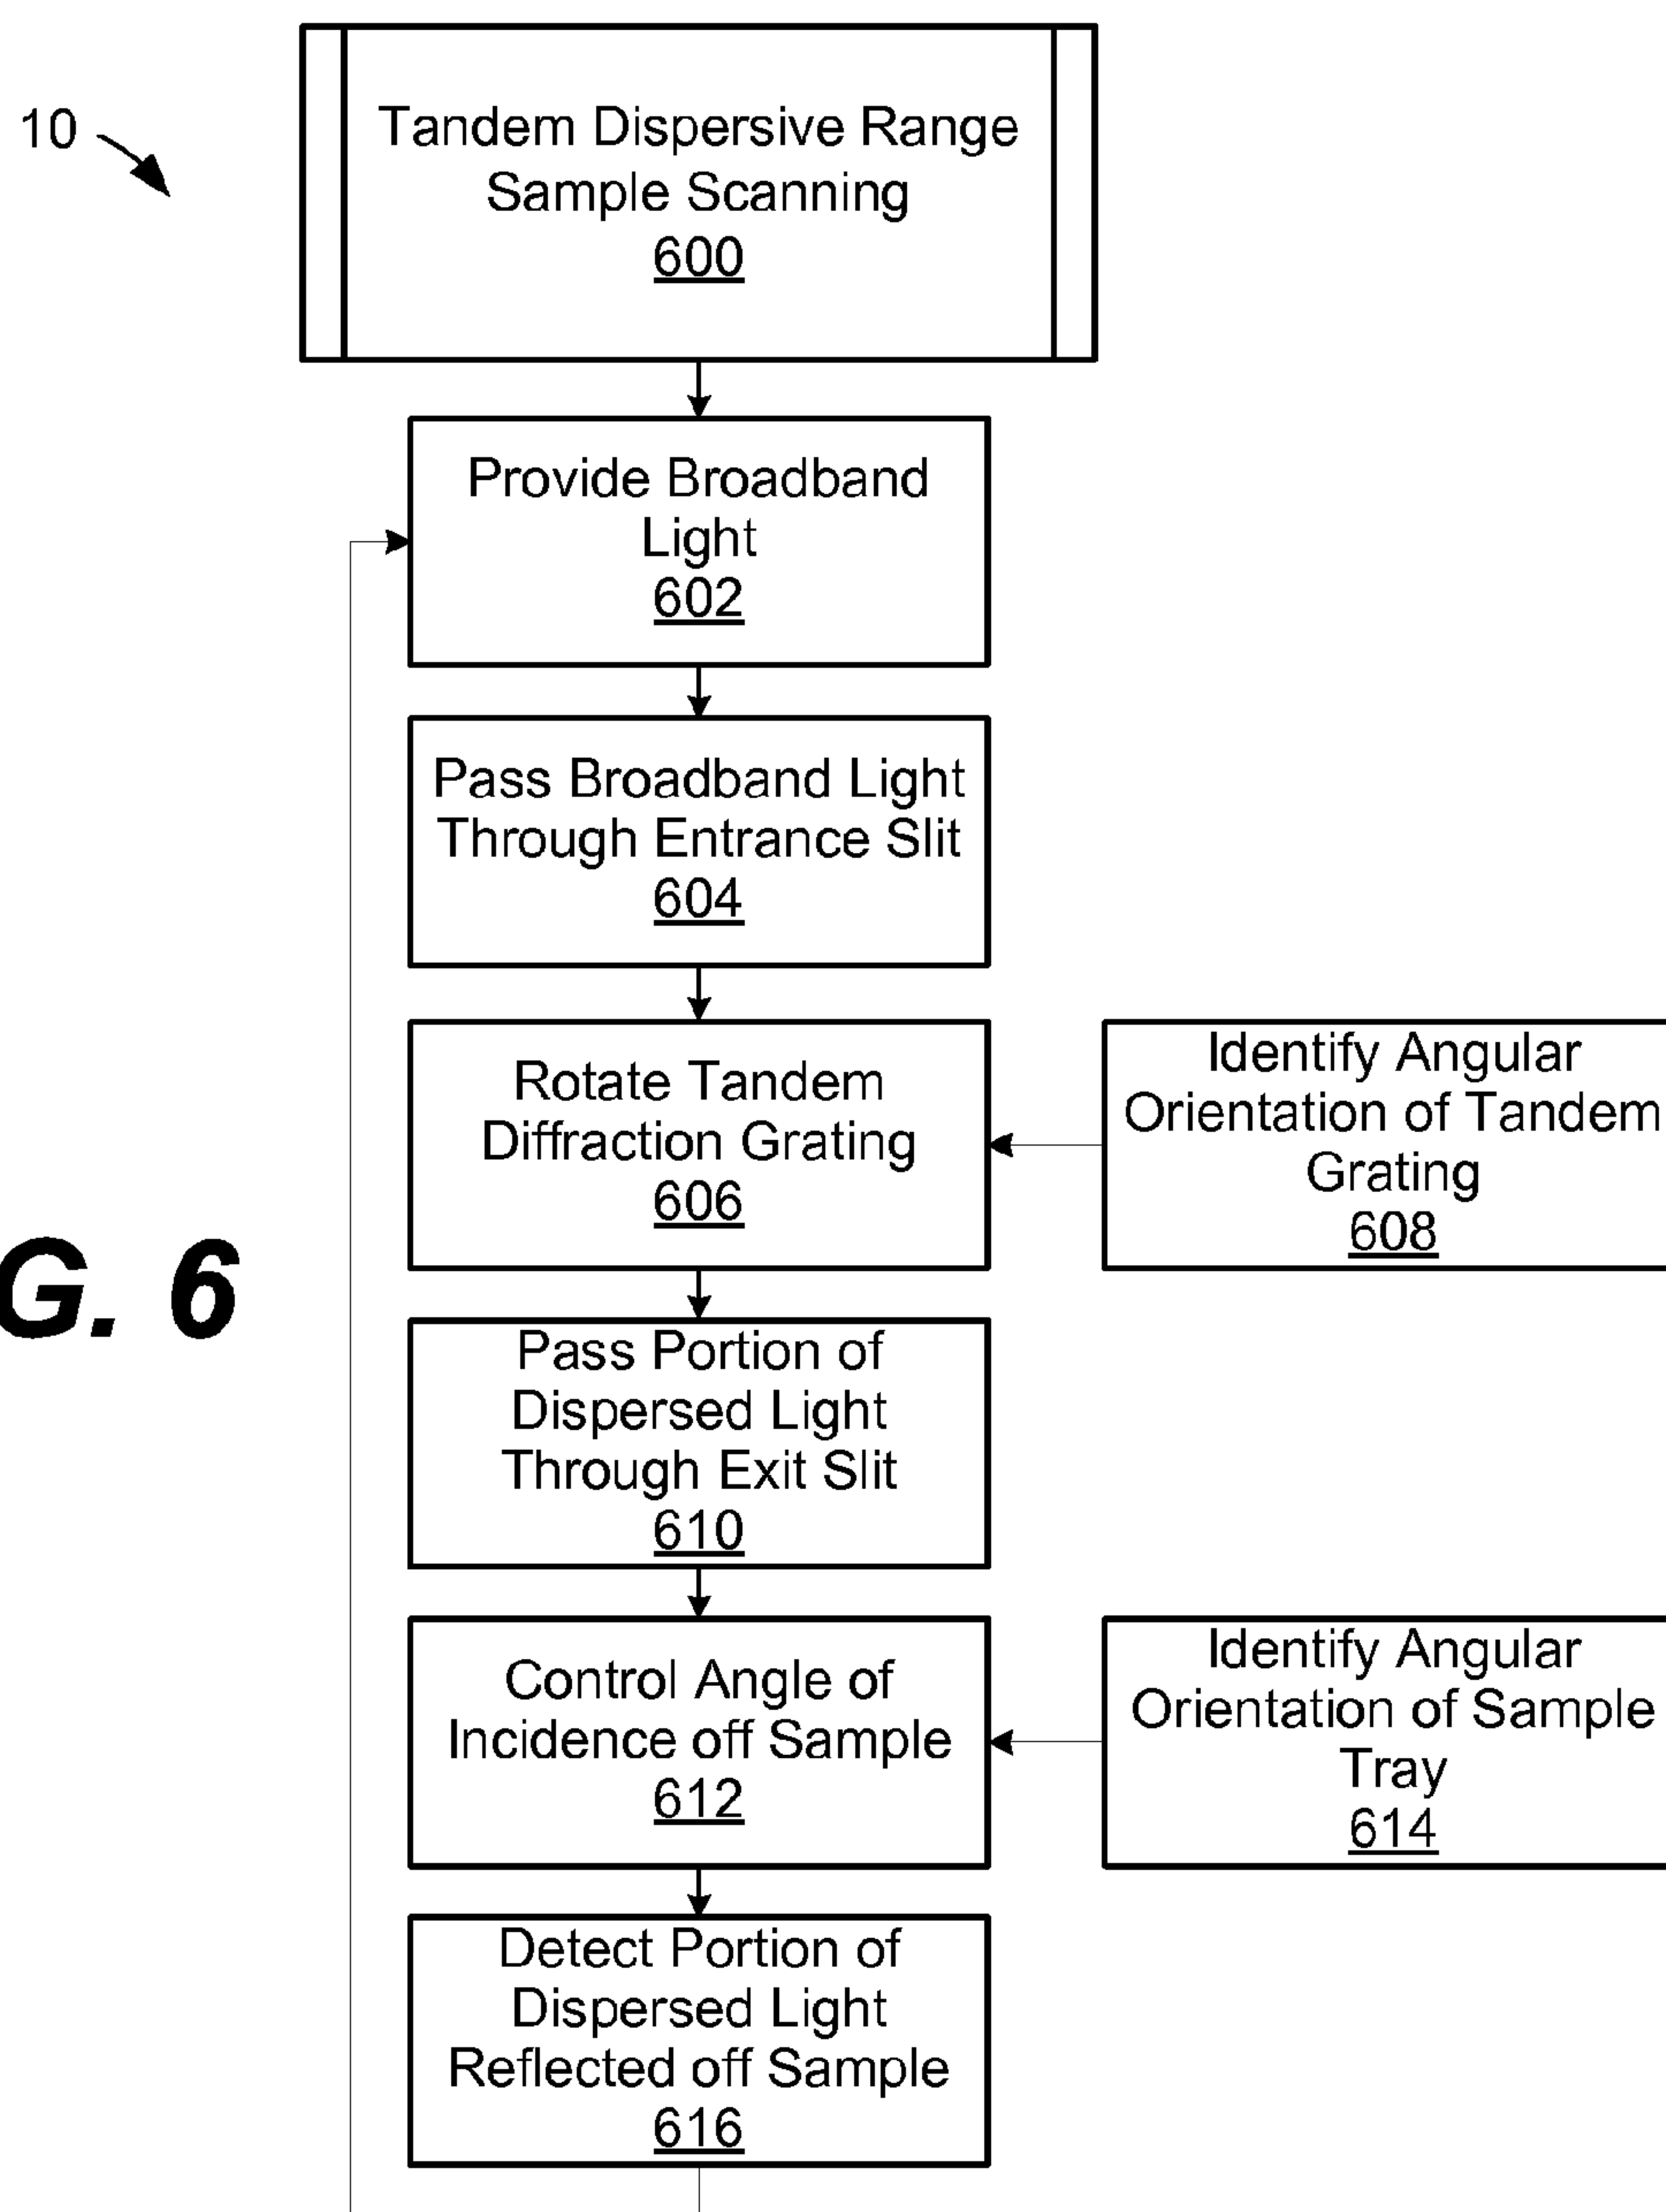 10
Tandem Dispersive Range
Sample Scanning
600
Provide Broadband
Light
602
Pass Broadband Light
Through Entrance Slit
604
Rotate Tandem
Diffraction Grating
606
Identify Angular
Orientation of Tandem
Grating
608
G. 6
Pass Portion of
Dispersed Light
Through Exit Slit
610
Control Angle of
Incidence off Sample
612
Identify Angular
Orientation of Sample
Tray
614
Detect Portion of
Dispersed Light
Reflected off Sample
616